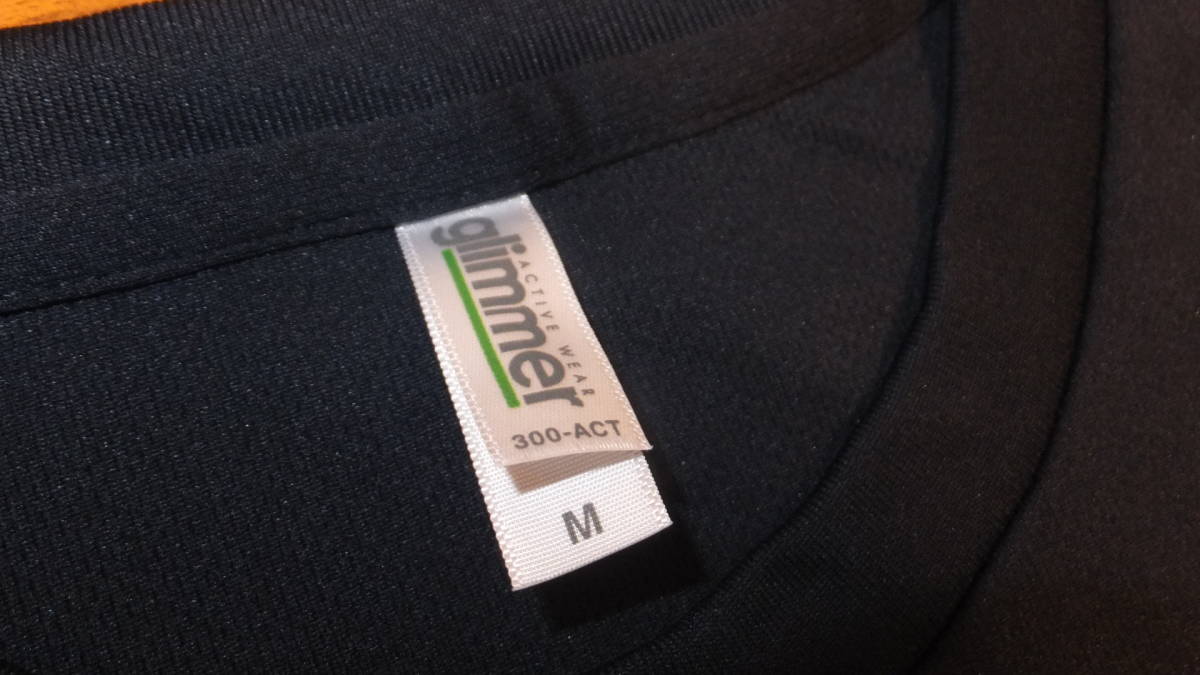 glimmer
ACTIVE WEAR
300-ACT
M